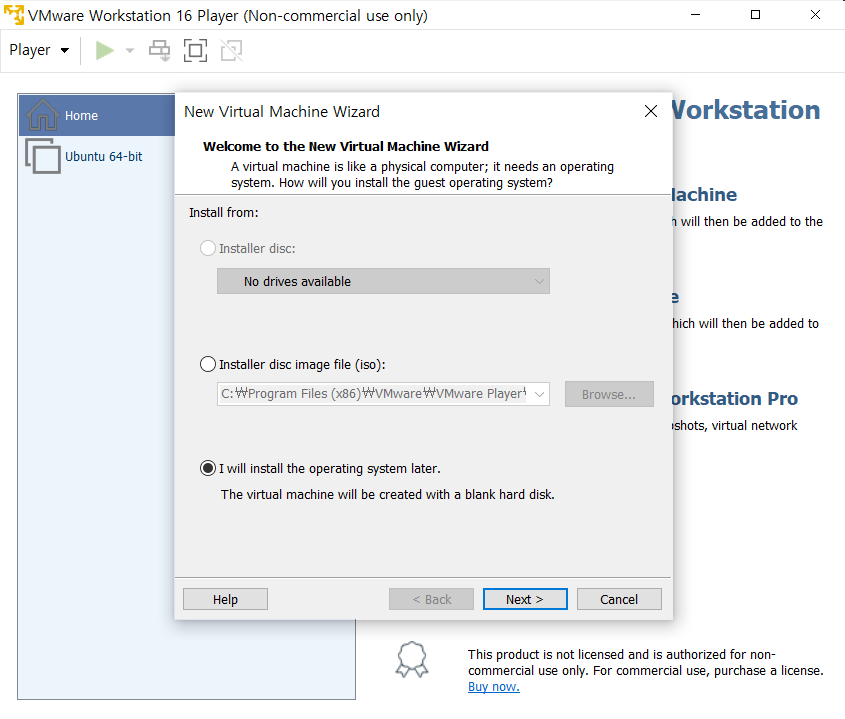 VMware Workstation 16 Player (Non-commercial use only)
Player
Home
Ubuntu 64-bit
New Virtual Machine Wizard
Welcome to the New Virtual Machine Wizard
A virtual machine is like a physical computer; it needs an operating
system. How will you install the guest operating system?
Install from:
Installer disc:
No drives available
Installer disc image file (iso):
C:₩Program Files (x86)₩VMware₩VMware Player₩
Browse...
I will install the operating system later.
The virtual machine will be created with a blank hard disk.
Help
< Back
Next >
Cancel
Workstation
Machine
which will then be added to the
e
which will then be added to
Workstation Pro
snapshots, virtual network
This product is not licensed and is authorized for non-
commercial use only. For commercial use, purchase a license.
Buy now.